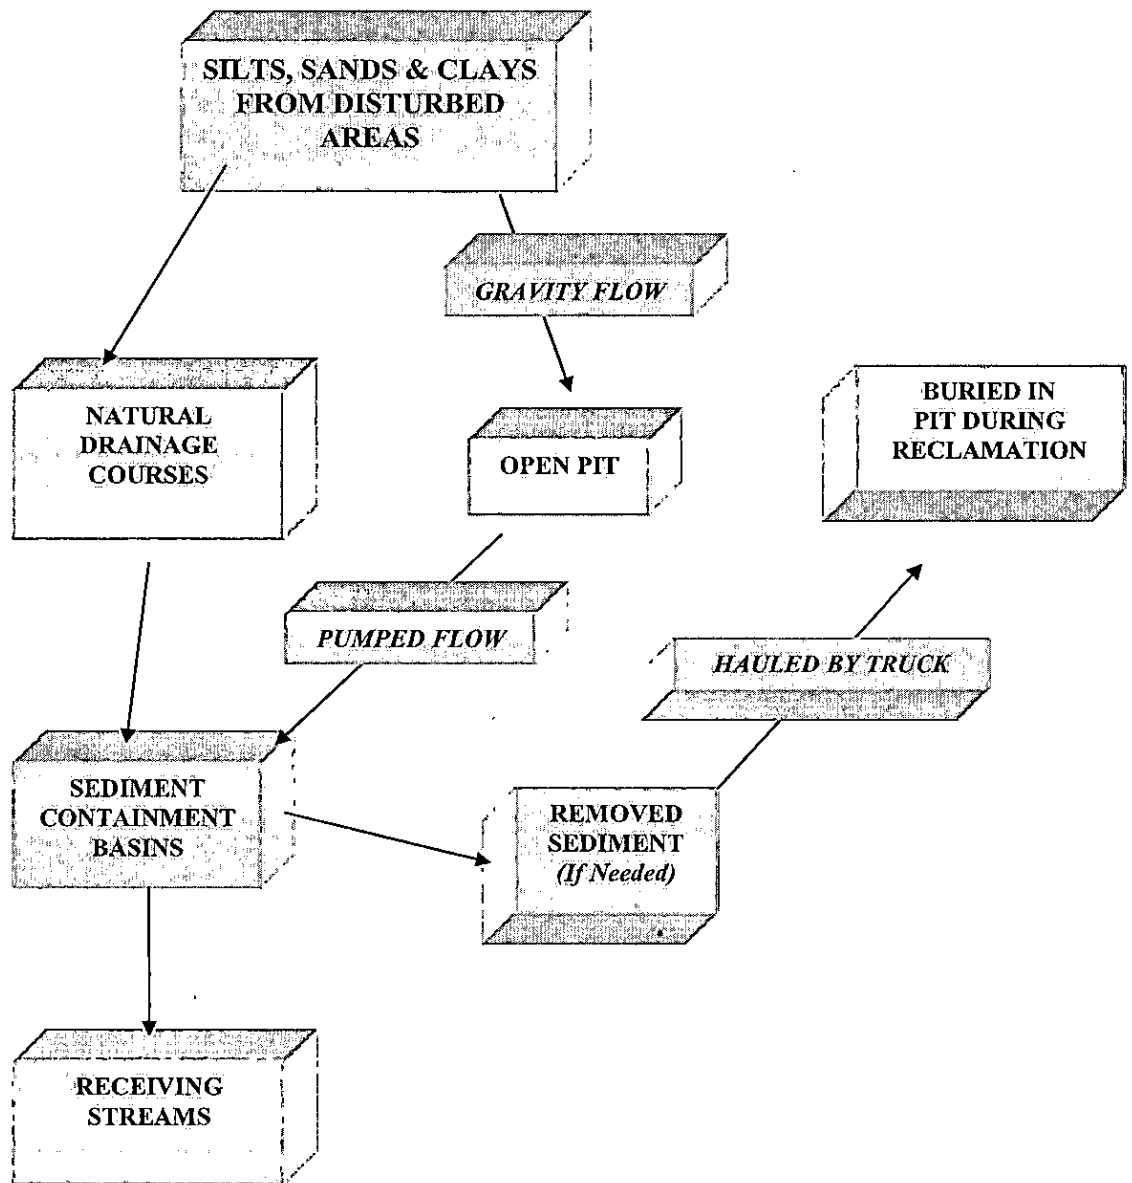 SILTS, SANDS & CLAYS
FROM DISTURBED
AREAS
GRAVITY FLOW
NATURAL
DRAINAGE
COURSES
OPEN PIT
BURIED IN
PIT DURING
RECLAMATION
PUMPED FLOW
HAULED BY TRUCK
SEDIMENT
CONTAINMENT
BASINS
REMOVED
SEDIMENT
(If Needed)
RECEIVING
STREAMS